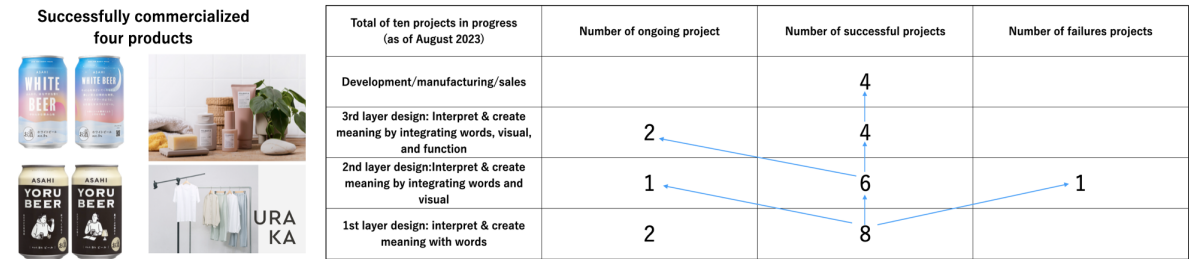 Successfully commercialized
four products
ASAHI
WHITE
BEER
ASAHI
WHITE BEER
ASAHI
YORU
BEER
ASAHI
YORU
BEER
URA
KA
Total of ten projects in progress
(as of August 2023)
Number of ongoing project
Number of successful projects
Number of failures projects
Development/manufacturing/sales
4
3rd layer design: Interpret & create
meaning by integrating words, visual,
and function
2
4
2nd layer design:Interpret & create
meaning by integrating words and
visual
1
6
1
1st layer design: interpret & create
meaning with words
2
8